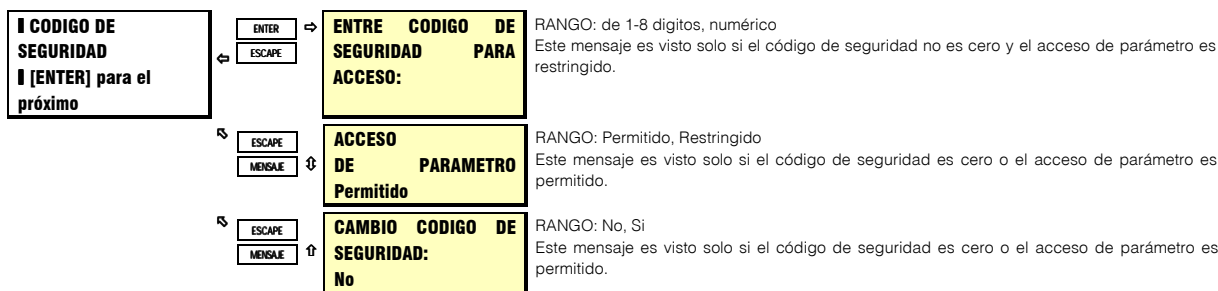 ▌CODIGO DE
SEGURIDAD
▌[ENTER] para el
próximo
ENTER ⇨
⇦ ESCAPE
ENTRE CODIGO DE
SEGURIDAD PARA
ACCESO:
RANGO: de 1-8 digitos, numérico
Este mensaje es visto solo si el código de seguridad no es cero y el acceso de parámetro es
restringido.
ESCAPE
MENSAJE
ACCESO
DE PARAMETRO
Permitido
RANGO: Permitido, Restringido
Este mensaje es visto solo si el código de seguridad es cero o el acceso de parámetro es
permitido.
ESCAPE
MENSAJE
CAMBIO CODIGO DE
SEGURIDAD:
No
RANGO: No, Si
Este mensaje es visto solo si el código de seguridad es cero o el acceso de parámetro es
permitido.